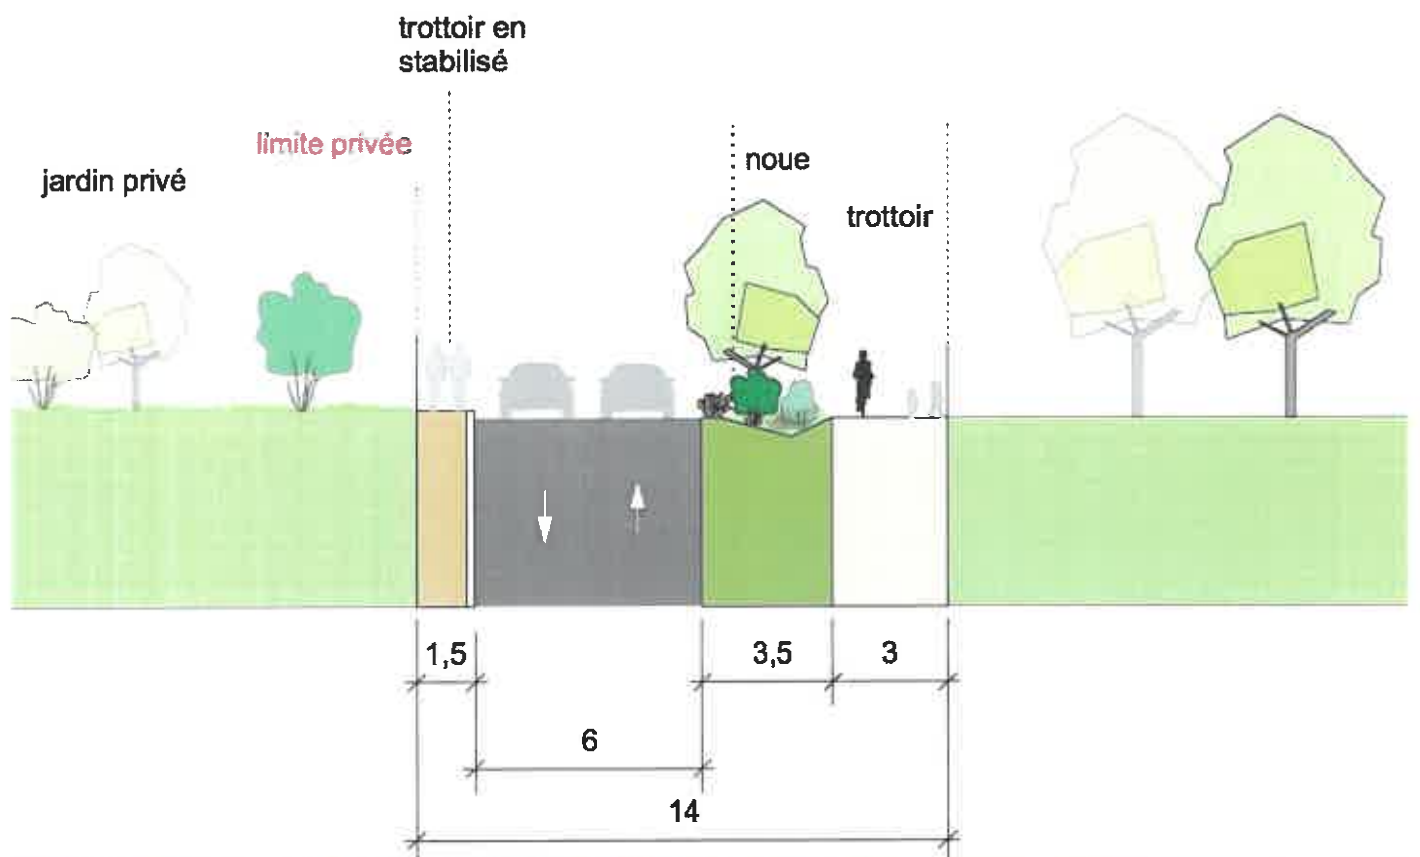 trottoir en
stabilisé
limite privée
jardin privé
noue
trottoir
1,5
3,5
3
6
14